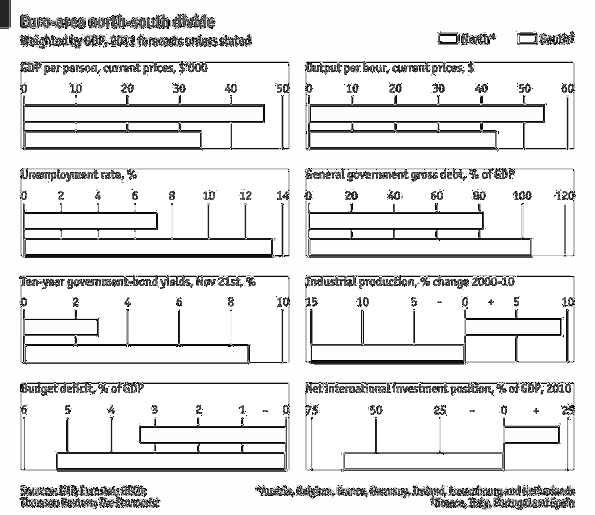 Euro-area north-south divide
Weighted by GDP, 2011 forecasts unless stated
North* South†
GDP per person, current prices, $'000
0 10 20 30 40 50
Output per hour, current prices, $
0 10 20 30 40 50 60
Unemployment rate, %
0 2 4 6 8 10 12 14
General government gross debt, % of GDP
0 20 40 60 80 100 120
Ten-year government-bond yields, Nov 21st, %
0 2 4 6 8 10
Industrial production, % change 2000-10
15 10 5 - 0 + 5 10
Budget deficit, % of GDP
6 5 4 3 2 1 - 0
Net international investment position, % of GDP, 2010
75 50 25 - 0 + 25
Sources: IMF; Eurostat; OECD;
Thomson Reuters; The Economist
*Austria, Belgium, France, Germany, Ireland, Luxembourg and Netherlands
†Greece, Italy, Portugal and Spain